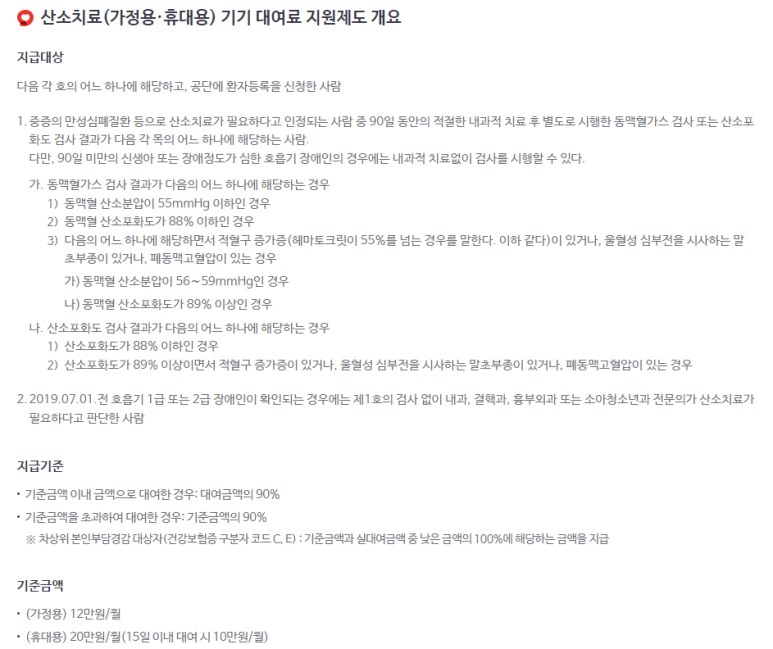 산소치료(가정용·휴대용) 기기 대여료 지원제도 개요
지급대상
다음 각 호의 어느 하나에 해당하고, 공단에 환자등록을 신청한 사람
1. 중증의 만성심폐질환 등으로 산소치료가 필요하다고 인정되는 사람 중 90일 동안의 적절한 내과적 치료 후 별도로 시행한 동맥혈가스 검사 또는 산소포
화도 검사 결과가 다음 각 목의 어느 하나에 해당하는 사람.
다만, 90일 미만의 신생아 또는 장애정도가 심한 호흡기 장애인의 경우에는 내과적 치료없이 검사를 시행할 수 있다.
가. 동맥혈가스 검사 결과가 다음의 어느 하나에 해당하는 경우
1) 동맥혈 산소분압이 55mmHg 이하인 경우
2) 동맥혈 산소포화도가 88% 이하인 경우
3) 다음의 어느 하나에 해당하면서 적혈구 증가증(헤마토크릿이 55%를 넘는 경우를 말한다. 이하 같다)이 있거나, 울혈성 심부전을 시사하는 말
초부종이 있거나, 폐동맥고혈압이 있는 경우
가) 동맥혈 산소분압이 56~59mmHg인 경우
나) 동맥혈 산소포화도가 89% 이상인 경우
나. 산소포화도 검사 결과가 다음의 어느 하나에 해당하는 경우
1) 산소포화도가 88% 이하인 경우
2) 산소포화도가 89% 이상이면서 적혈구 증가증이 있거나, 울혈성 심부전을 시사하는 말초부종이 있거나, 폐동맥고혈압이 있는 경우
2. 2019.07.01.전 호흡기 1급 또는 2급 장애인이 확인되는 경우에는 제1호의 검사 없이 내과, 결핵과, 흉부외과 또는 소아청소년과 전문의가 산소치료가
필요하다고 판단한 사람
지급기준
• 기준금액 이내 금액으로 대여한 경우: 대여금액의 90%
• 기준금액을 초과하여 대여한 경우: 기준금액의 90%
※ 차상위 본인부담경감 대상자(건강보험증 구분자 코드 C, E) : 기준금액과 실대여금액 중 낮은 금액의 100%에 해당하는 금액을 지급
기준금액
• (가정용) 12만원/월
• (휴대용) 20만원/월(15일 이내 대여 시 10만원/월)